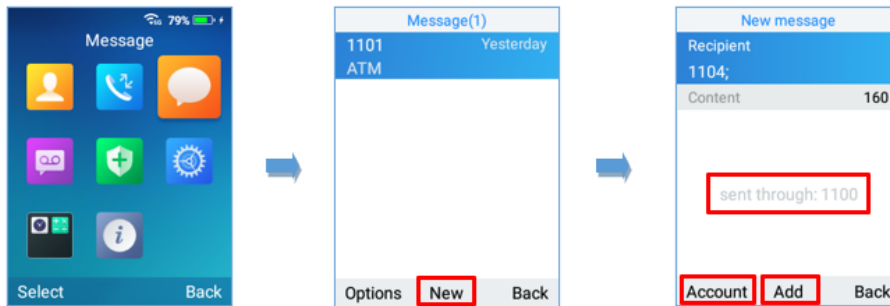 79%
Message
Select Back
Message(1)
1101 Yesterday
ATM
Options New Back
New message
Recipient
1104;
Content 160
sent through: 1100
Account Add Back